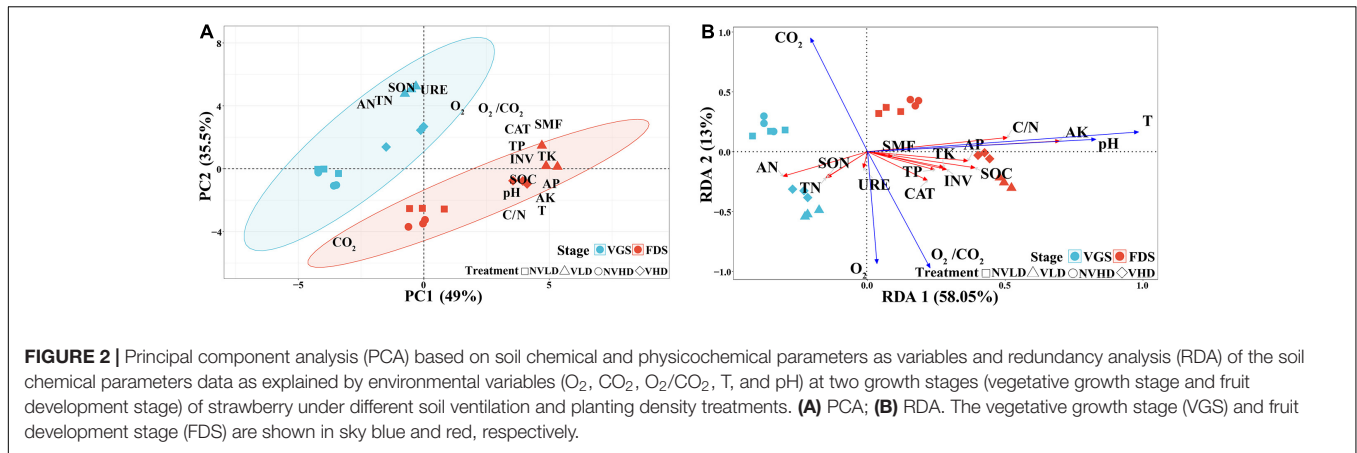 A
8
4
0
-4
PC2 (35.5%)
SON
URE
AN
TN
O₂
O₂ /CO₂
CAT
SMF
TP
INV
TK
SOC
pH
AP
AK
C/N
T
CO₂
Stage VGS FDS
Treatment NVLD VLD NVHD VHD
-5
0
5
PC1 (49%)
B
1.0
0.5
0.0
-0.5
-1.0
RDA 2 (13%)
CO₂
C/N
AK
T
pH
SMF
TK
AP
AN
SON
TN
URE
TP
CAT
INV
SOC
O₂
O₂ /CO₂
Stage VGS FDS
Treatment NVLD VLD NVHD VHD
0.0
0.5
1.0
RDA 1 (58.05%)
FIGURE 2 | Principal component analysis (PCA) based on soil chemical and physicochemical parameters as variables and redundancy analysis (RDA) of the soil
chemical parameters data as explained by environmental variables (O₂, CO₂, O₂/CO₂, T, and pH) at two growth stages (vegetative growth stage and fruit
development stage) of strawberry under different soil ventilation and planting density treatments. (A) PCA; (B) RDA. The vegetative growth stage (VGS) and fruit
development stage (FDS) are shown in sky blue and red, respectively.